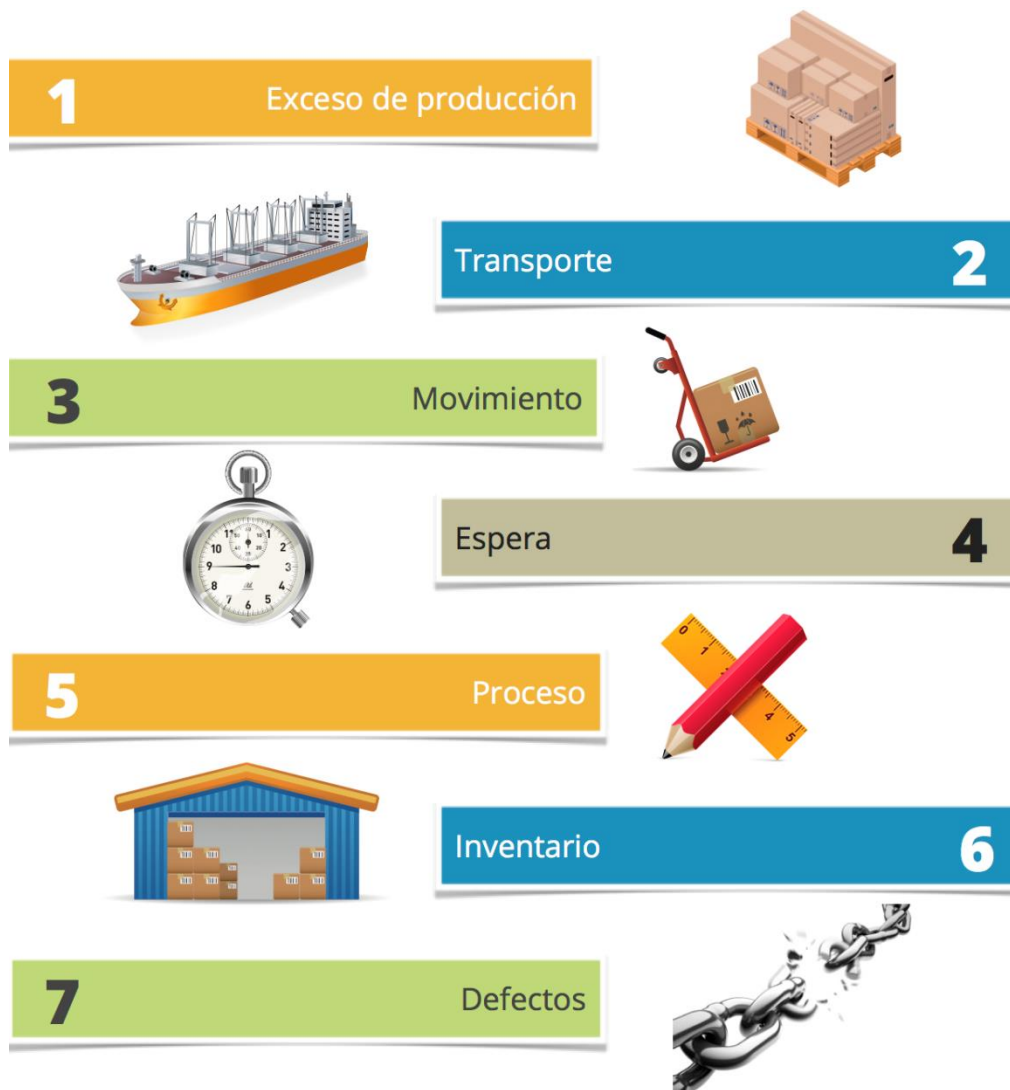 1 Exceso de producción
Transporte 2
3 Movimiento
Espera 4
5 Proceso
Inventario 6
7 Defectos